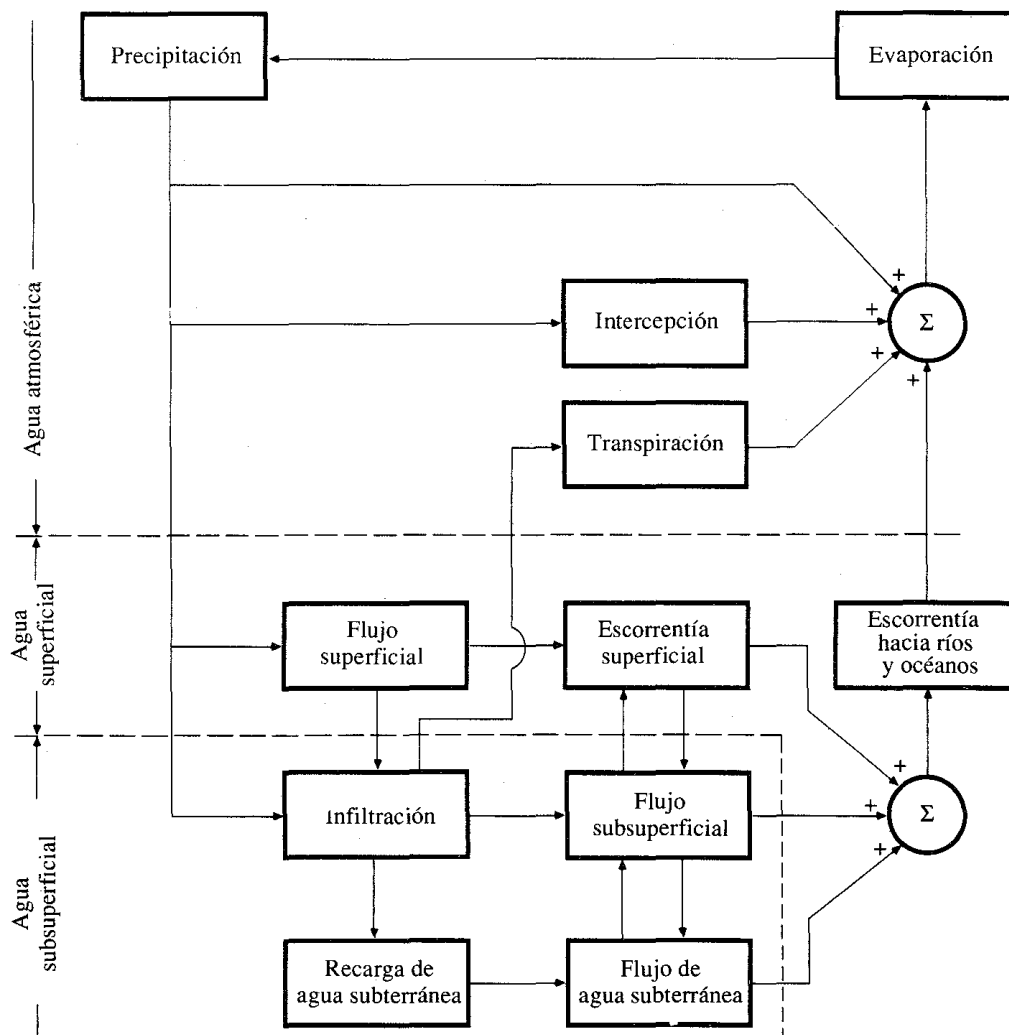 Precipitación
Evaporación
+
Intercepción
+
Σ
+
+
Transpiración
Agua atmosférica
Agua
superficial
Flujo
superficial
Escorrentía
superficial
Escorrentía
hacia ríos
y océanos
Agua
subsuperficial
Infiltración
Flujo
subsuperficial
+
+
Σ
+
Recarga de
agua subterránea
Flujo de
agua subterránea